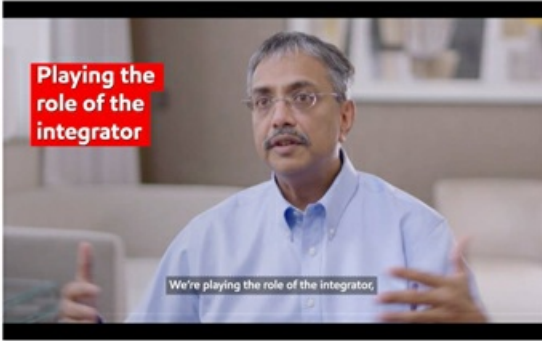 Playing the
role of the
integrator
We're playing the role of the integrator,